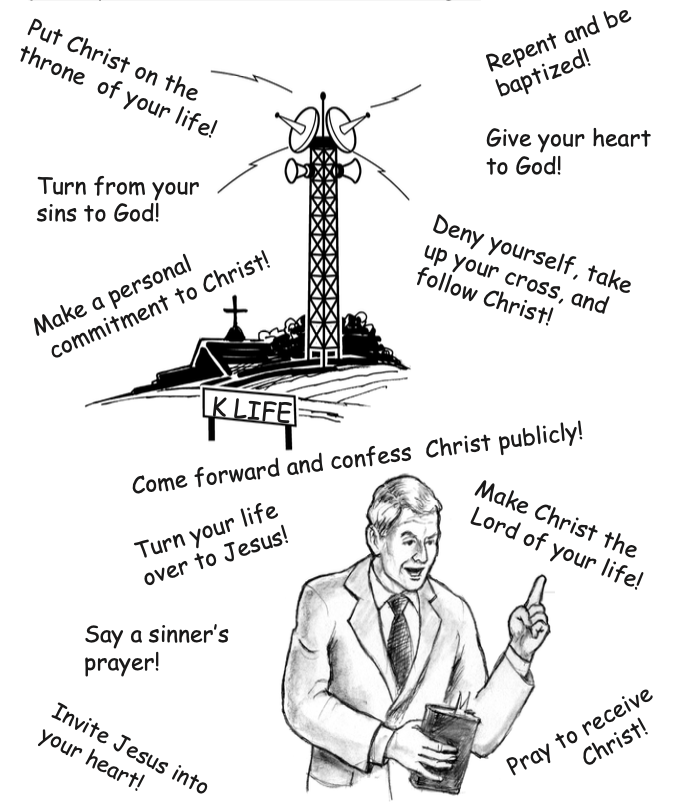 Put Christ on the
throne of your life!
Repent and be
baptized!
Give your heart
to God!
Turn from your
sins to God!
Deny yourself, take
up your cross, and
follow Christ!
Make a personal
commitment to Christ!
K LIFE
Come forward and confess Christ publicly!
Make Christ the
Lord of your life!
Turn your life
over to Jesus!
Say a sinner's
prayer!
Invite Jesus into
your heart!
Pray to receive
Christ!